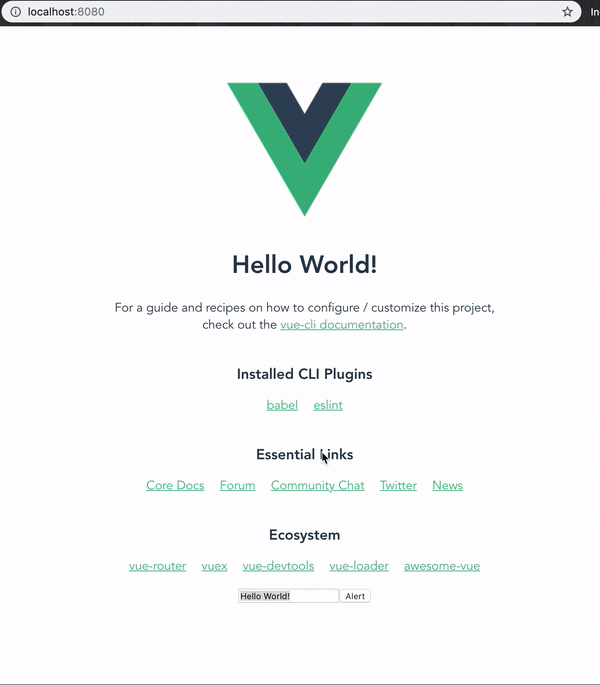 localhost:8080
In
Hello World!
For a guide and recipes on how to configure / customize this project,
check out the vue-cli documentation.
Installed CLI Plugins
babel eslint
Essential Links
Core Docs Forum Community Chat Twitter News
Ecosystem
vue-router vuex vue-devtools vue-loader awesome-vue
Hello World! Alert